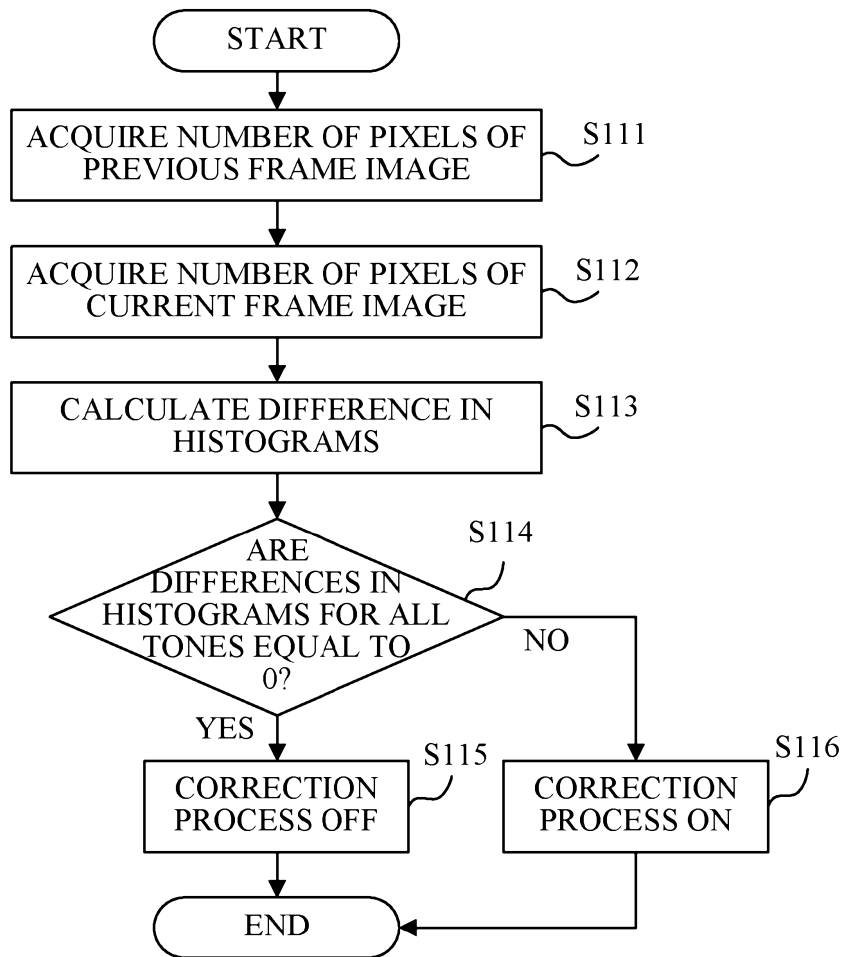 START
ACQUIRE NUMBER OF PIXELS OF
PREVIOUS FRAME IMAGE
S111
ACQUIRE NUMBER OF PIXELS OF
CURRENT FRAME IMAGE
S112
CALCULATE DIFFERENCE IN
HISTOGRAMS
S113
ARE
DIFFERENCES IN
HISTOGRAMS FOR ALL
TONES EQUAL TO
0?
S114
NO
YES
CORRECTION
PROCESS OFF
S115
CORRECTION
PROCESS ON
S116
END